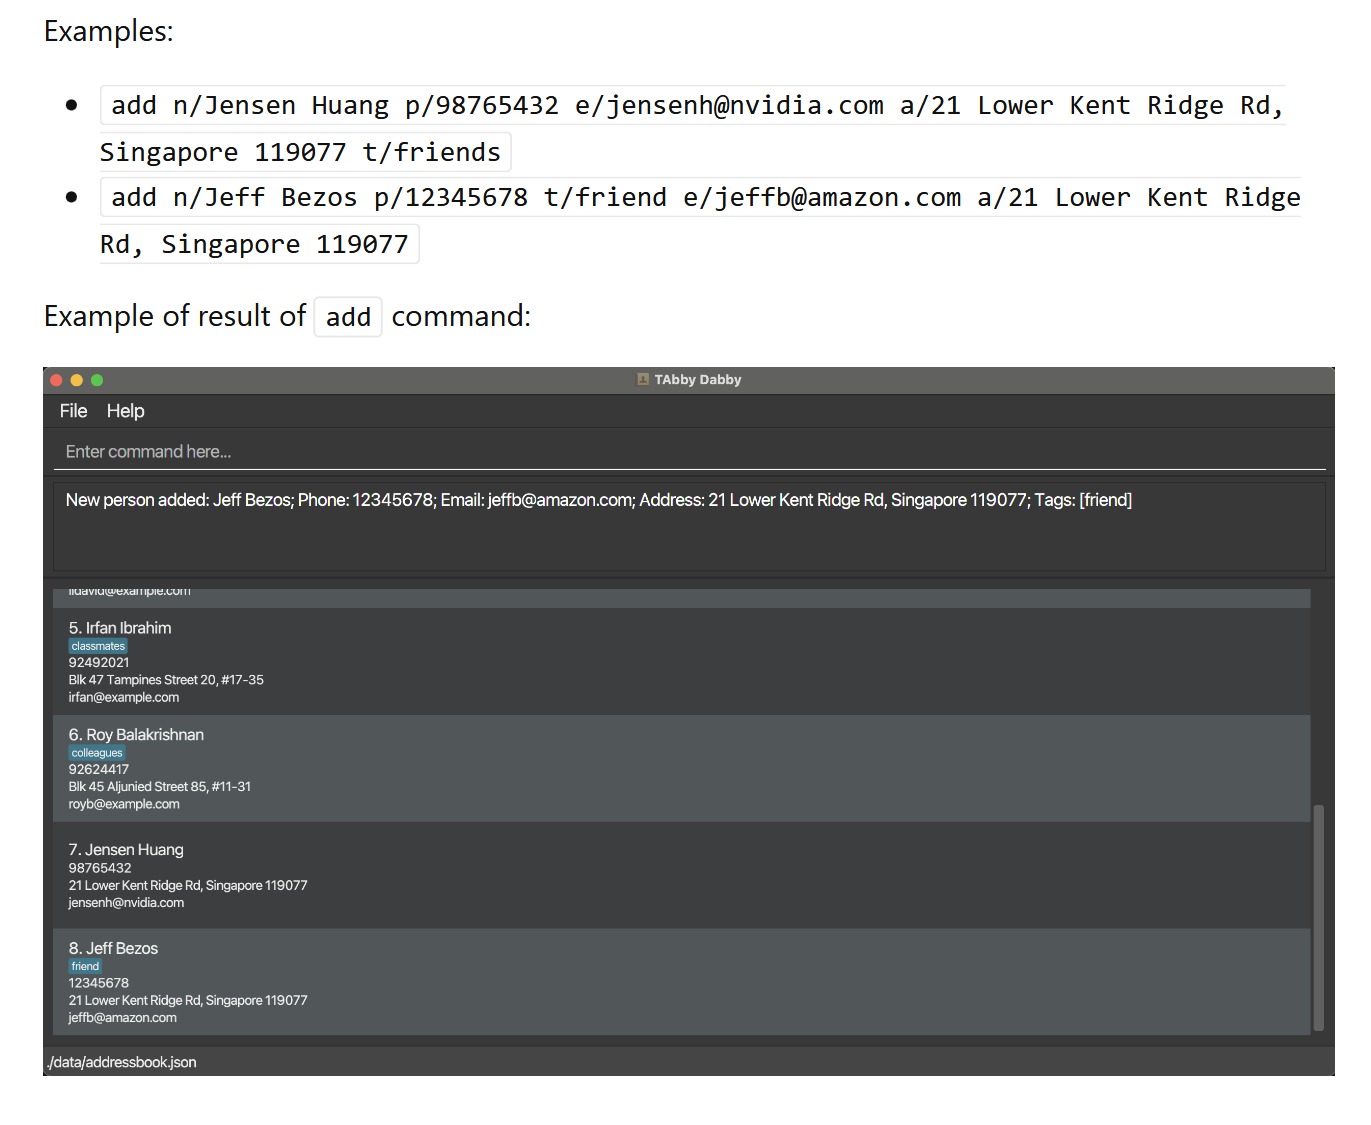 Examples:
add n/Jensen Huang p/98765432 e/jensenh@nvidia.com a/21 Lower Kent Ridge Rd,
Singapore 119077 t/friends
add n/Jeff Bezos p/12345678 t/friend e/jeffb@amazon.com a/21 Lower Kent Ridge
Rd, Singapore 119077
Example of result of add command:
TAbby Dabby
File Help
Enter command here...
New person added: Jeff Bezos; Phone: 12345678; Email: jeffb@amazon.com; Address: 21 Lower Kent Ridge Rd, Singapore 119077; Tags: [friend]
lidavid@example.com
5. Irfan Ibrahim
classmates
92492021
Blk 47 Tampines Street 20, #17-35
irfan@example.com
6. Roy Balakrishnan
colleagues
92624417
Blk 45 Aljunied Street 85, #11-31
royb@example.com
7. Jensen Huang
98765432
21 Lower Kent Ridge Rd, Singapore 119077
jensenh@nvidia.com
8. Jeff Bezos
friend
12345678
21 Lower Kent Ridge Rd, Singapore 119077
jeffb@amazon.com
./data/addressbook.json